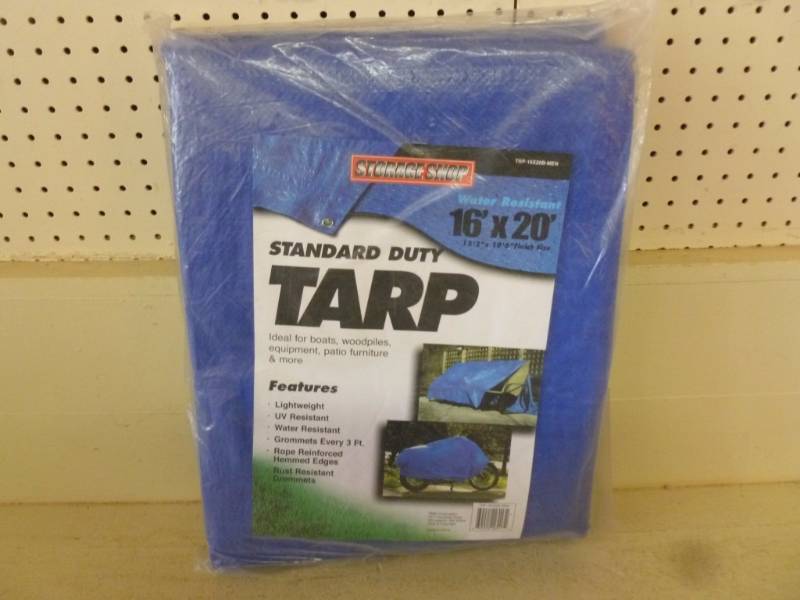 STORAGE SHOP
Water Resistant
16' x 20'
STANDARD DUTY
TARP
Ideal for boats, woodpiles,
equipment, patio furniture
& more
Features
· Lightweight
· UV Resistant
· Water Resistant
· Grommets Every 3 Ft.
· Rope Reinforced
Hemmed Edges
· Rust Resistant
Grommets